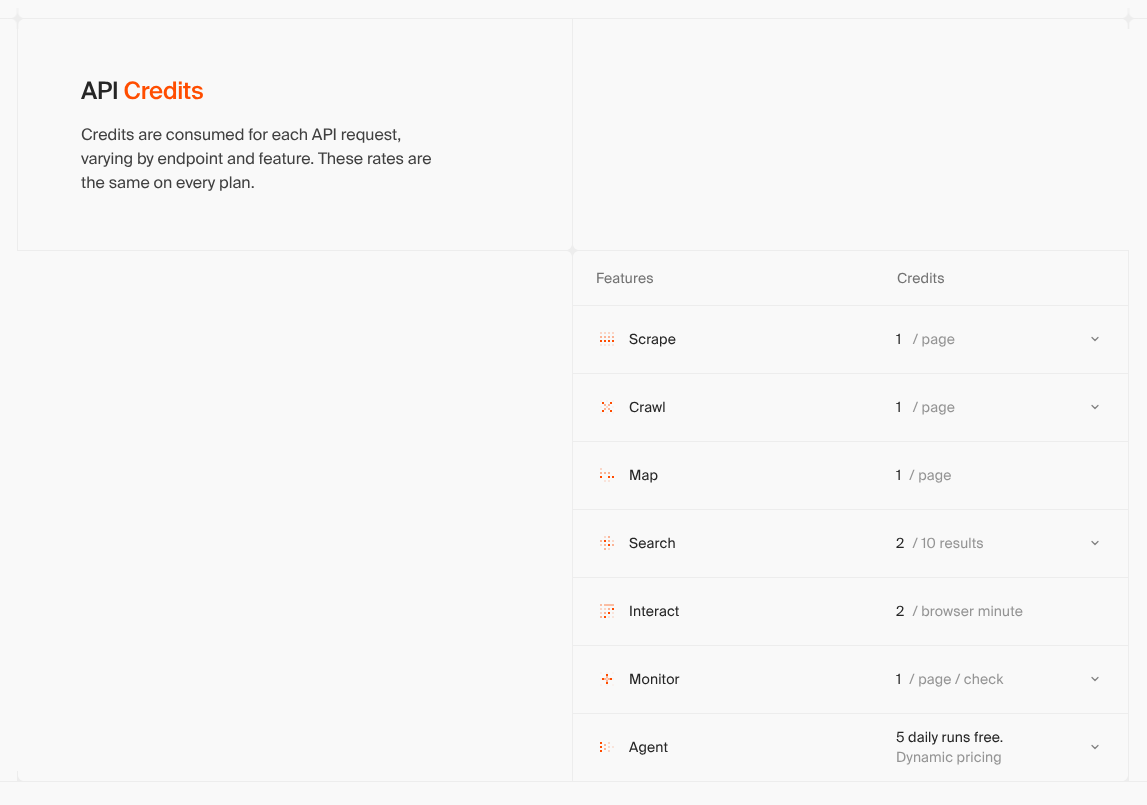 API Credits
Credits are consumed for each API request,
varying by endpoint and feature. These rates are
the same on every plan.
Features Credits
Scrape 1 / page
Crawl 1 / page
Map 1 / page
Search 2 / 10 results
Interact 2 / browser minute
Monitor 1 / page / check
Agent 5 daily runs free.
Dynamic pricing